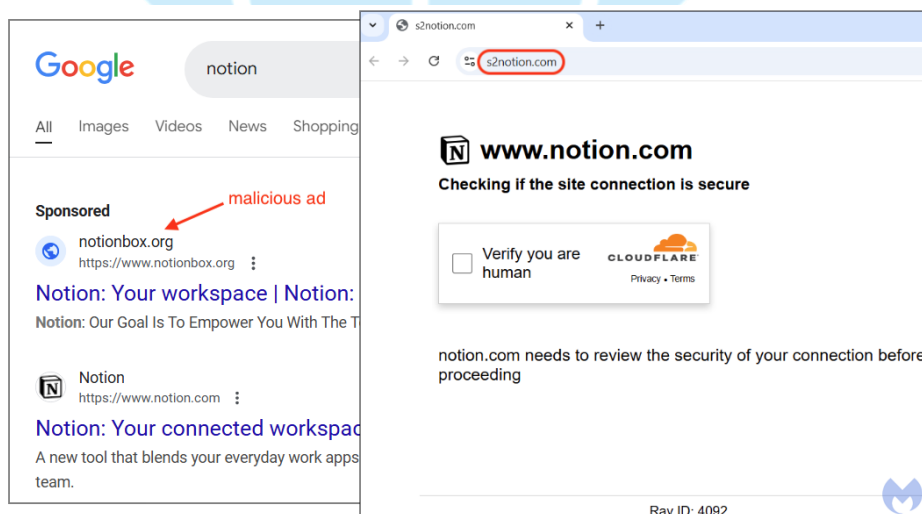 Google
notion
All Images Videos News Shopping
Sponsored
malicious ad
notionbox.org
https://www.notionbox.org
Notion: Your workspace | Notion:
Notion: Our Goal Is To Empower You With The T
Notion
https://www.notion.com
Notion: Your connected workspac
A new tool that blends your everyday work apps
team.
s2notion.com
s2notion.com
www.notion.com
Checking if the site connection is secure
Verify you are
human
CLOUDFLARE
Privacy • Terms
notion.com needs to review the security of your connection before
proceeding
Ray ID: 4092